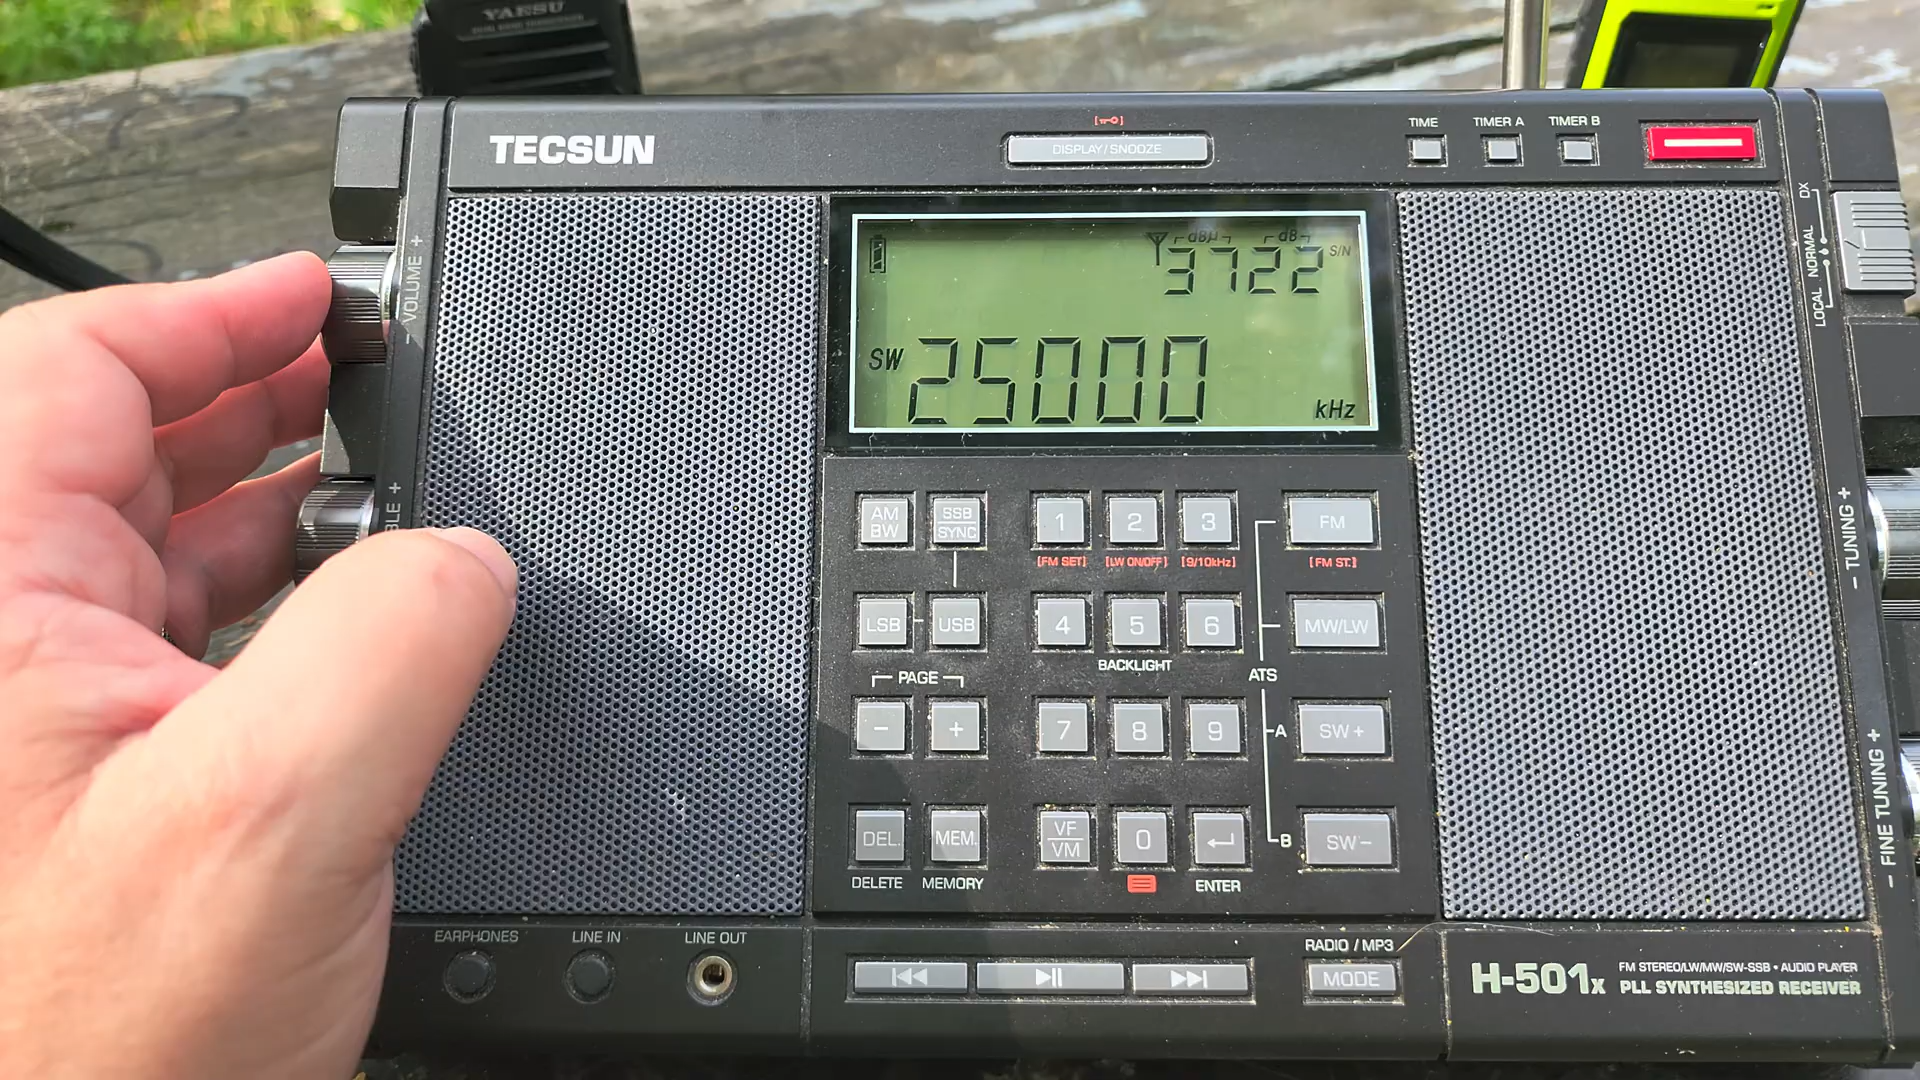 YAESU
TECSUN
DISPLAY/SNOOZE
TIME
TIMER A
TIMER B
- VOLUME +
dBµ
dB
3722
S/N
SW
25000
kHz
DX
NORMAL
LOCAL
BLE +
- TUNING +
- FINE TUNING +
AM
BW
SSB
SYNC
1
2
3
FM
[FM SET]
[LW ON/OFF]
[9/10kHz]
[FM ST.]
LSB
USB
4
5
6
MW/LW
BACKLIGHT
PAGE
ATS
-
+
7
8
9
A
SW+
DEL.
MEM.
VF
VM
0
B
SW-
DELETE
MEMORY
ENTER
EARPHONES
LINE IN
LINE OUT
RADIO / MP3
MODE
H-501x
FM STEREO/LW/MW/SW-SSB • AUDIO PLAYER
PLL SYNTHESIZED RECEIVER